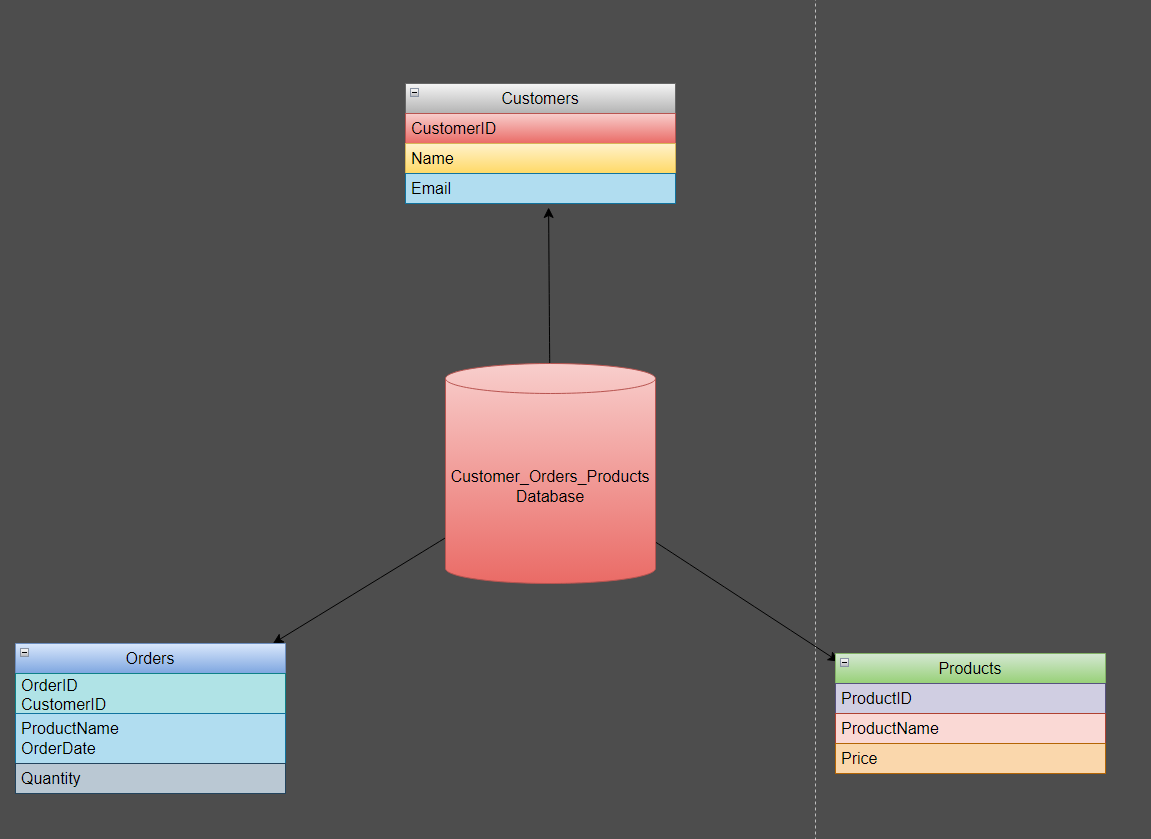 Customers
CustomerID
Name
Email
Customer_Orders_Products
Database
Orders
OrderID
CustomerID
ProductName
OrderDate
Quantity
Products
ProductID
ProductName
Price